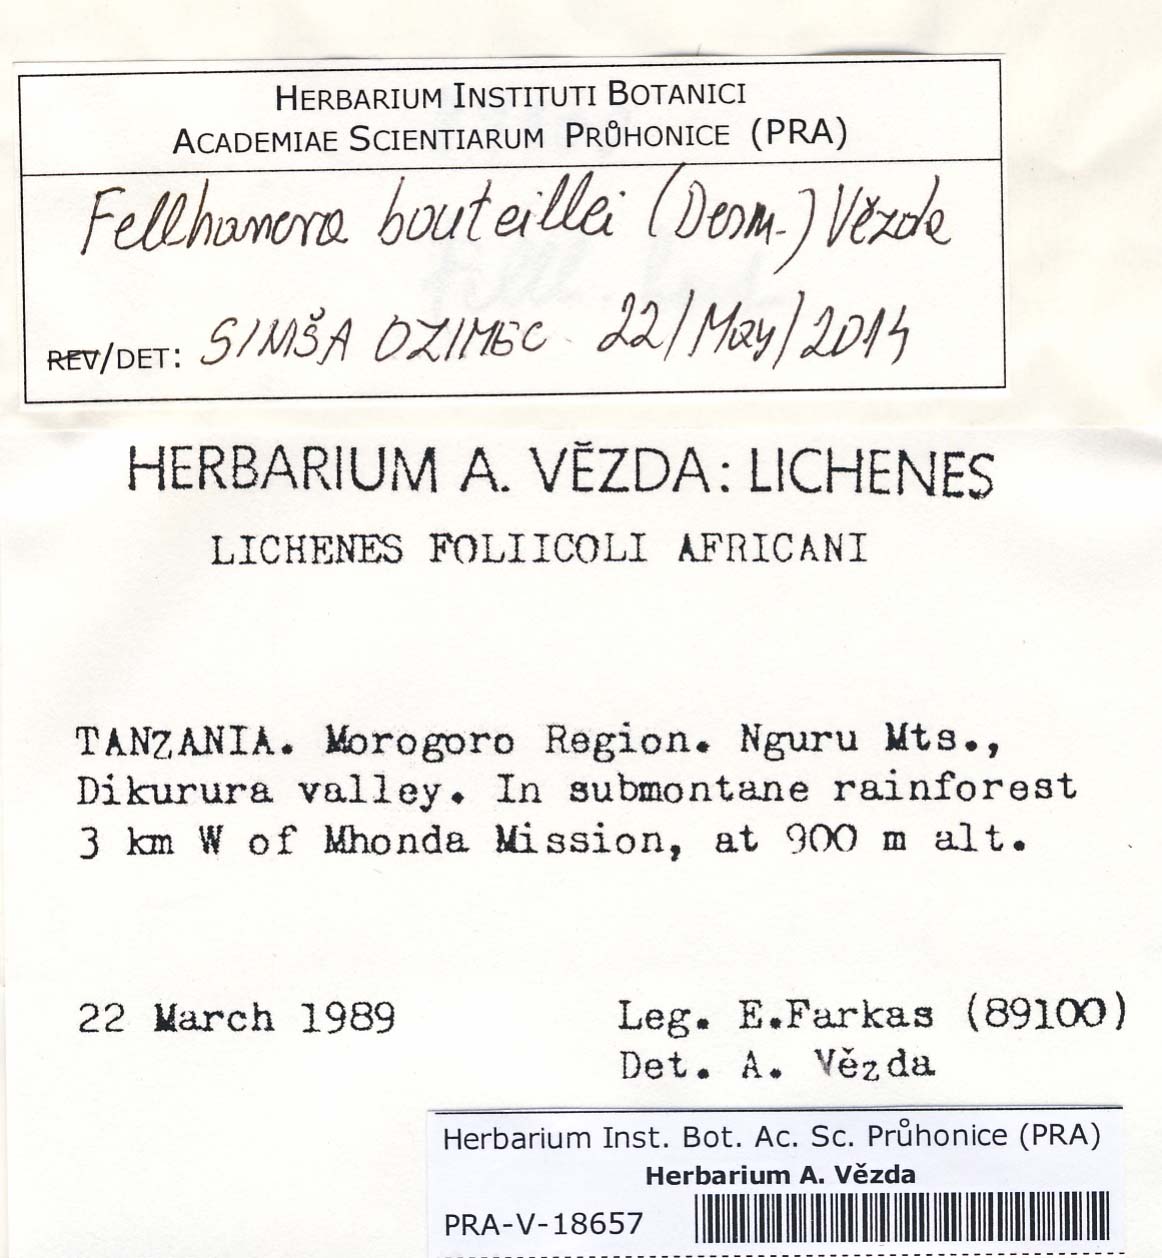 HERBARIUM INSTITUTI BOTANICI
ACADEMIAE SCIENTIARUM PRŮHONICE (PRA)
Fellhanera bouteillei (Desm.) Vězda
REV/DET: SINIŠA OZIMEC 22/May/2014
HERBARIUM A. VĚZDA: LICHENES
LICHENES FOLIICOLI AFRICANI
TANZANIA. Morogoro Region. Nguru Mts.,
Dikurura valley. In submontane rainforest
3 km W of Mhonda Mission, at 900 m alt.
22 March 1989
Leg. E.Farkas (89100)
Det. A. Vězda
Herbarium Inst. Bot. Ac. Sc. Průhonice (PRA)
Herbarium A. Vězda
PRA-V-18657